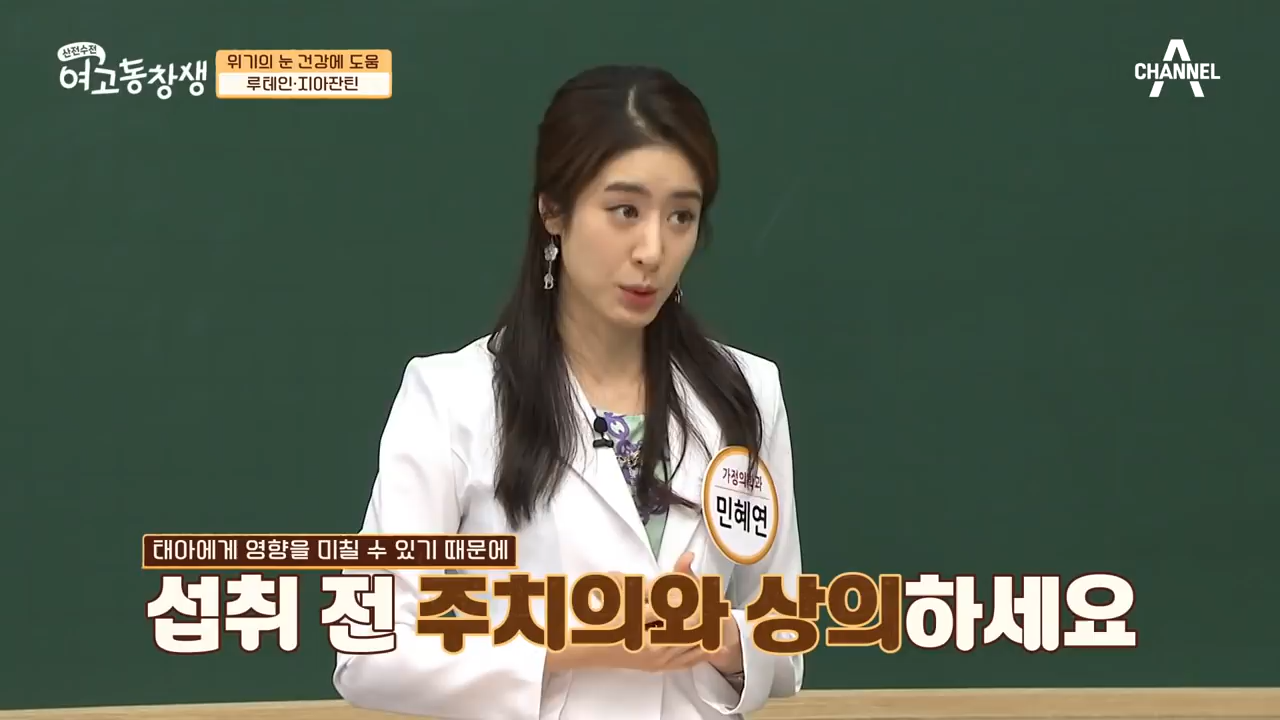 산전수전
여고동창생
위기의 눈 건강에 도움
루테인·지아잔틴
CHANNEL A
가정의학과
민혜연
태아에게 영향을 미칠 수 있기 때문에
섭취 전 주치의와 상의하세요